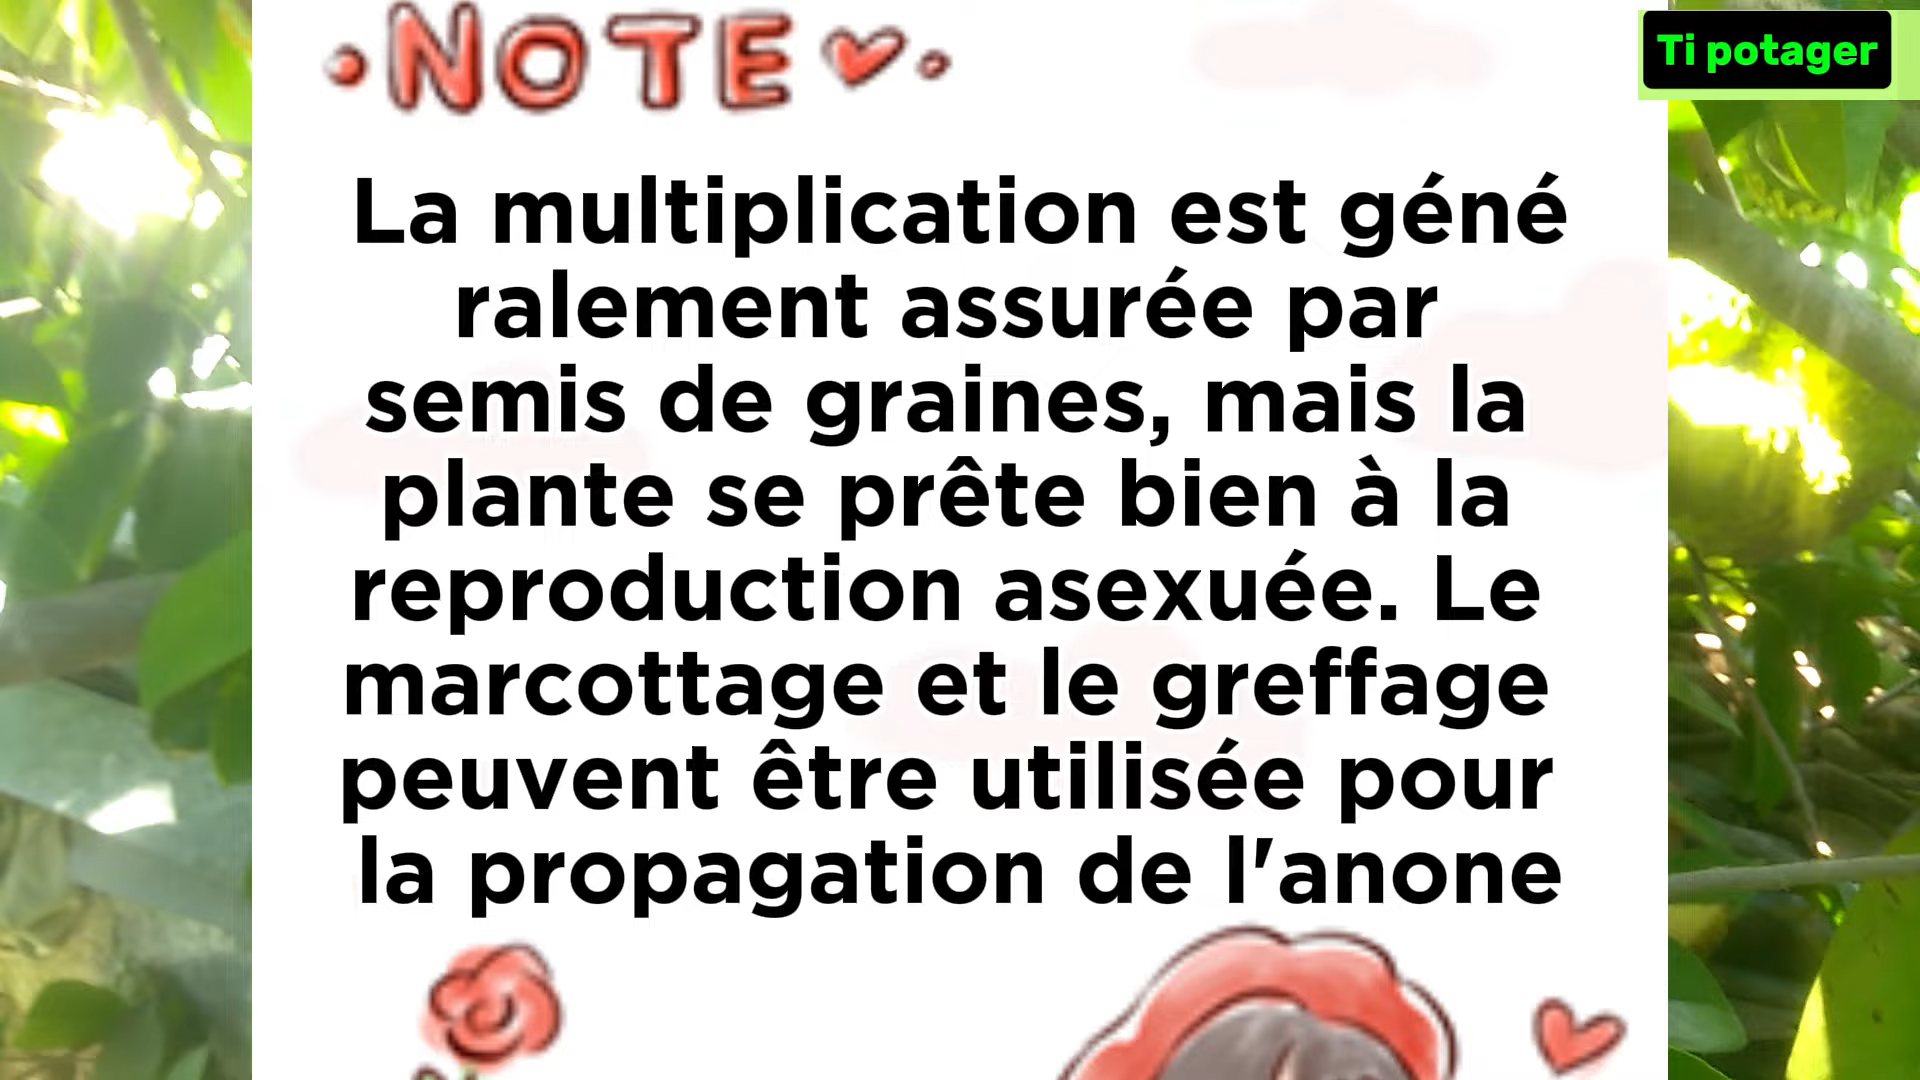 NOTE
Ti potager
La multiplication est géné
ralement assurée par
semis de graines, mais la
plante se prête bien à la
reproduction asexuée. Le
marcottage et le greffage
peuvent être utilisée pour
la propagation de l'anone